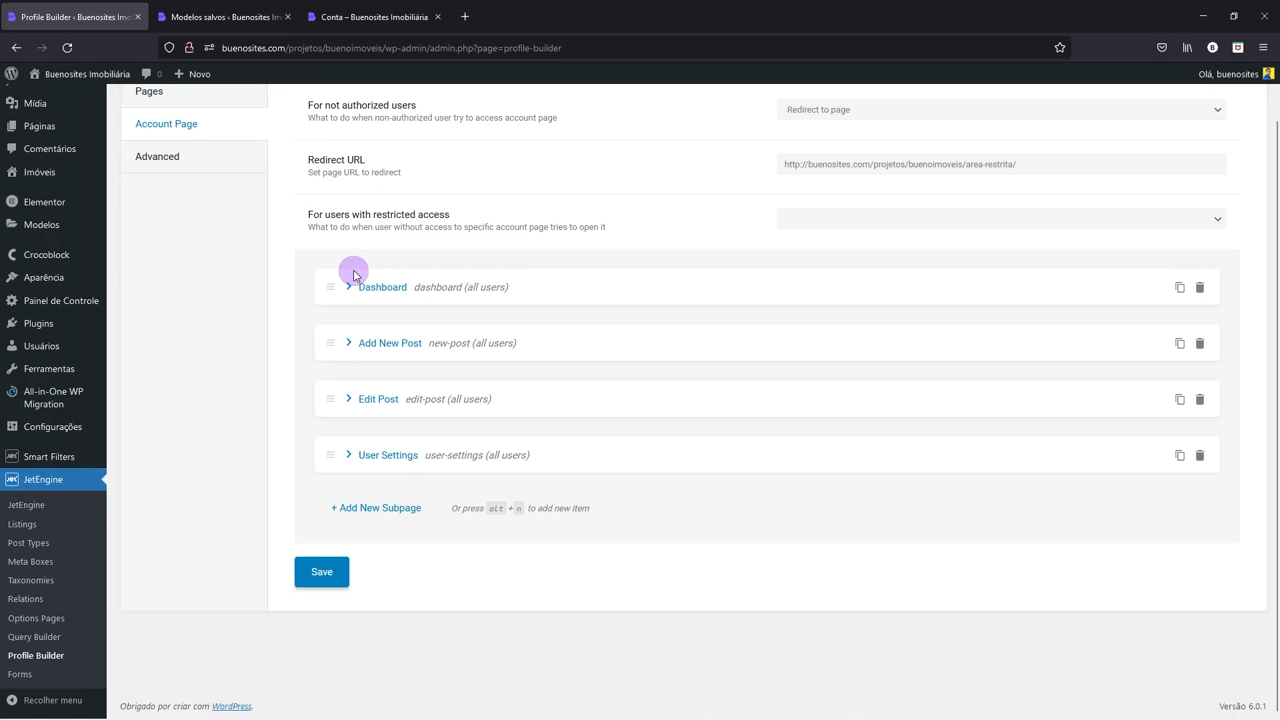 Profile Builder ‹ Buenosites Imo
Modelos salvos ‹ Buenosites Im
Conta – Buenosites Imobiliária
buenosites.com/projetos/buenoimoveis/wp-admin/admin.php?page=profile-builder
Buenosites Imobiliária
0
Novo
Olá, buenosites
Mídia
Páginas
Comentários
Imóveis
Elementor
Modelos
Crocoblock
Aparência
Painel de Controle
Plugins
Usuários
Ferramentas
All-in-One WP
Migration
Configurações
Smart Filters
JetEngine
JetEngine
Listings
Post Types
Meta Boxes
Taxonomies
Relations
Options Pages
Query Builder
Profile Builder
Forms
Recolher menu
Pages
Account Page
Advanced
For not authorized users
What to do when non-authorized user try to access account page
Redirect to page
Redirect URL
Set page URL to redirect
http://buenosites.com/projetos/buenoimoveis/area-restrita/
For users with restricted access
What to do when user without access to specific account page tries to open it
Dashboard dashboard (all users)
Add New Post new-post (all users)
Edit Post edit-post (all users)
User Settings user-settings (all users)
+ Add New Subpage Or press alt + n to add new item
Save
Obrigado por criar com WordPress.
Versão 6.0.1